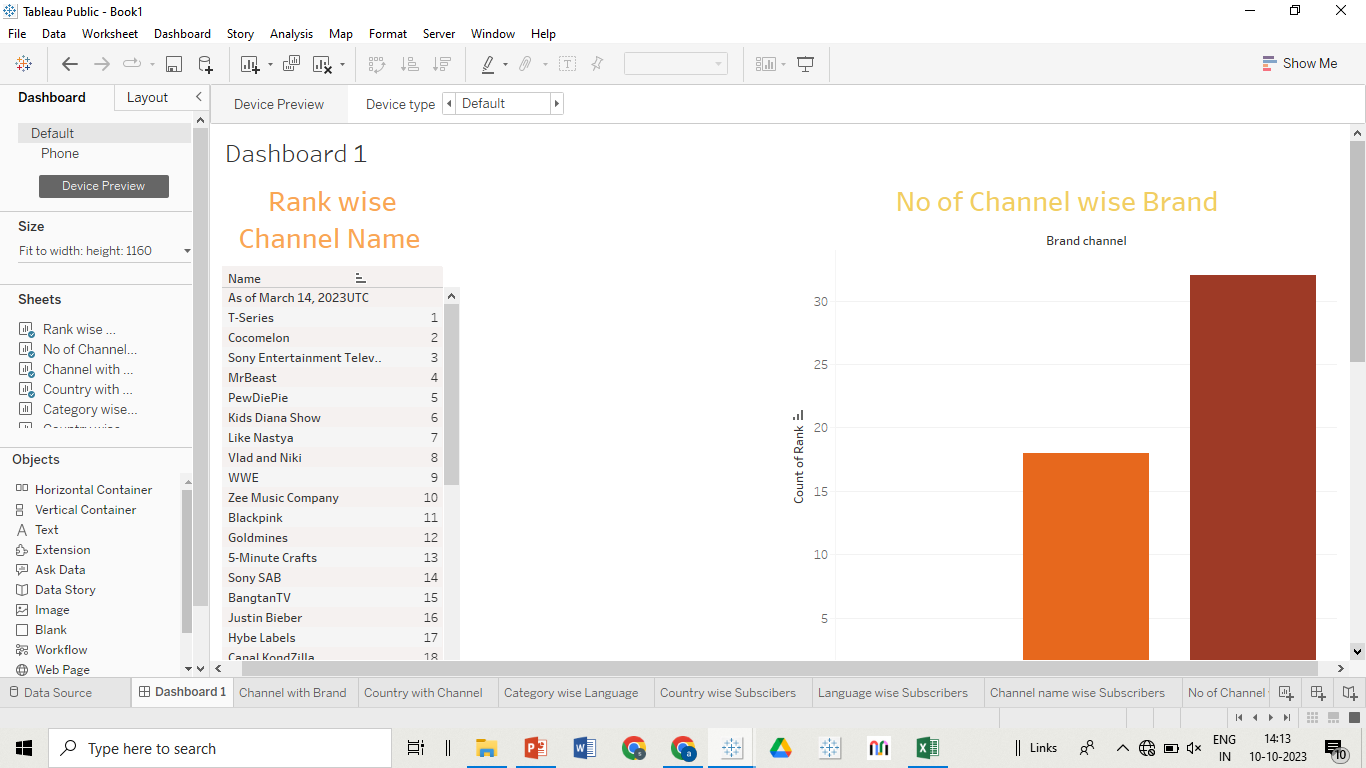 Tableau Public - Book1
File Data Worksheet Dashboard Story Analysis Map Format Server Window Help
Show Me
Dashboard Layout
Device Preview Device type Default
Default
Phone
Device Preview
Size
Fit to width: height: 1160
Sheets
Rank wise ...
No of Channel...
Channel with ...
Country with ...
Category wise...
Country wise
Objects
Horizontal Container
Vertical Container
A Text
Extension
Ask Data
Data Story
Image
Blank
Workflow
Web Page
Dashboard 1
Rank wise
Channel Name
Name
As of March 14, 2023UTC
T-Series 1
Cocomelon 2
Sony Entertainment Telev.. 3
MrBeast 4
PewDiePie 5
Kids Diana Show 6
Like Nastya 7
Vlad and Niki 8
WWE 9
Zee Music Company 10
Blackpink 11
Goldmines 12
5-Minute Crafts 13
Sony SAB 14
BangtanTV 15
Justin Bieber 16
Hybe Labels 17
Canal KondZilla 18
No of Channel wise Brand
Brand channel
Count of Rank
30
25
20
15
10
5
Data Source Dashboard 1 Channel with Brand Country with Channel Category wise Language Country wise Subscibers Language wise Subscribers Channel name wise Subscribers No of Channel
Type here to search
Links
ENG
IN
14:13
10-10-2023
10